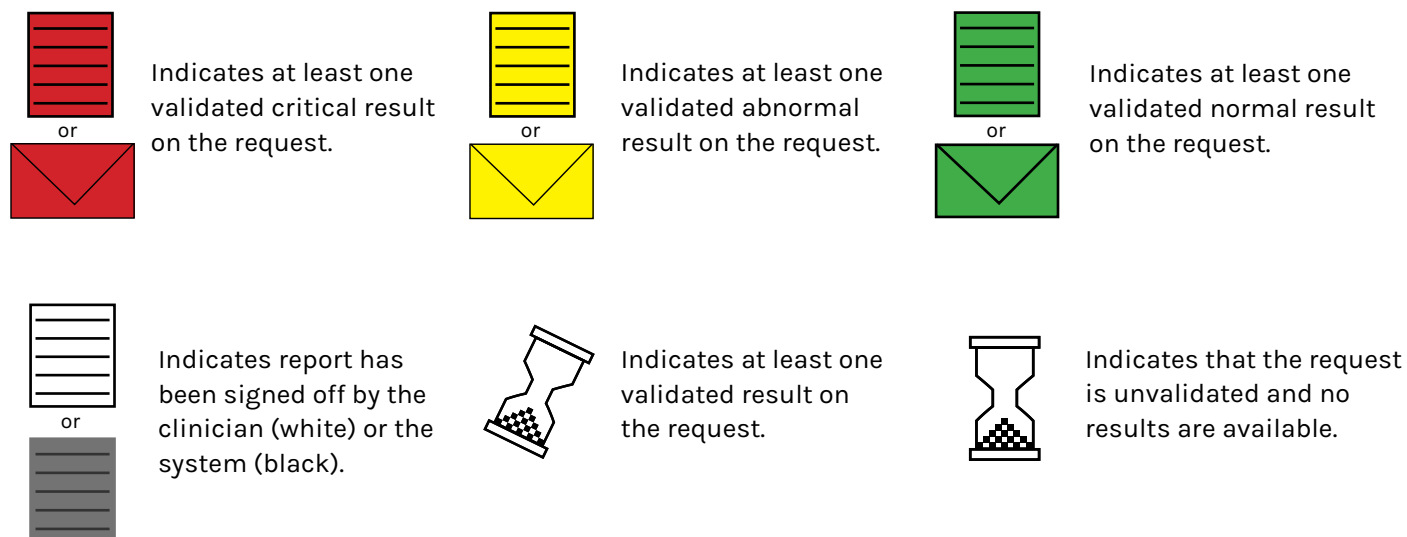 Indicates at least one
validated critical result
on the request.
or
Indicates at least one
validated abnormal
result on the request.
or
Indicates at least one
validated normal result
on the request.
or
Indicates report has
been signed off by the
clinician (white) or the
system (black).
or
Indicates at least one
validated result on
the request.
Indicates that the request
is unvalidated and no
results are available.